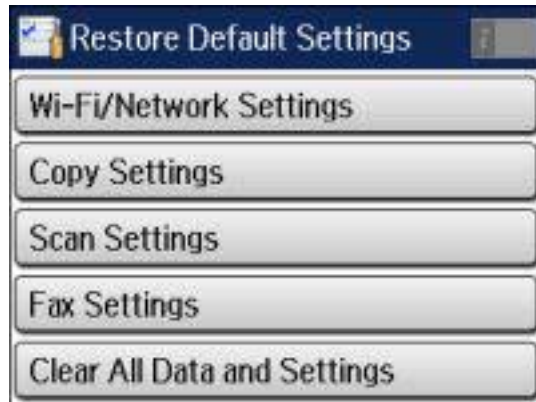 Restore Default Settings
Wi-Fi/Network Settings
Copy Settings
Scan Settings
Fax Settings
Clear All Data and Settings